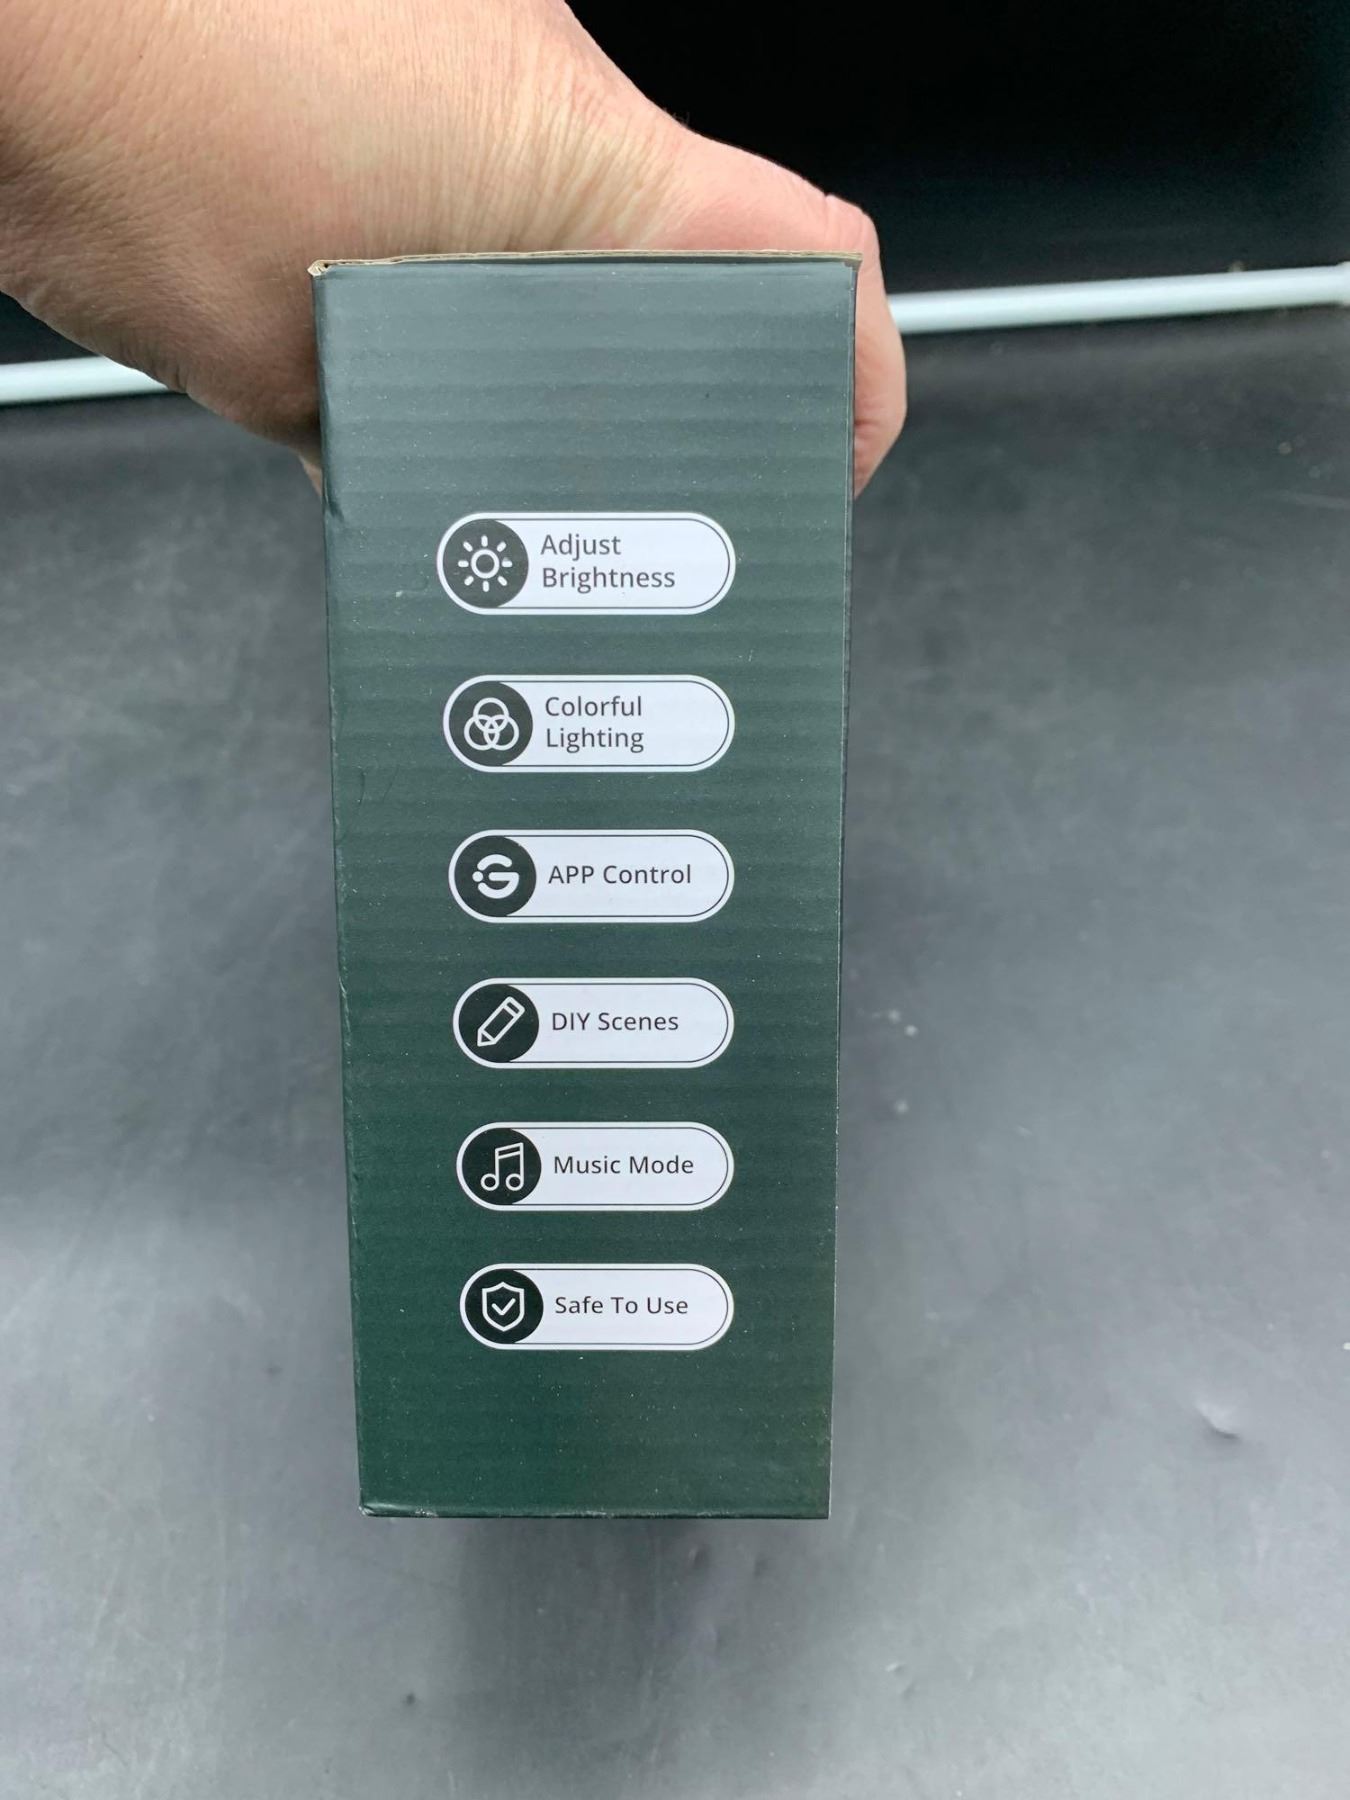 Adjust
Brightness
Colorful
Lighting
APP Control
DIY Scenes
Music Mode
Safe To Use